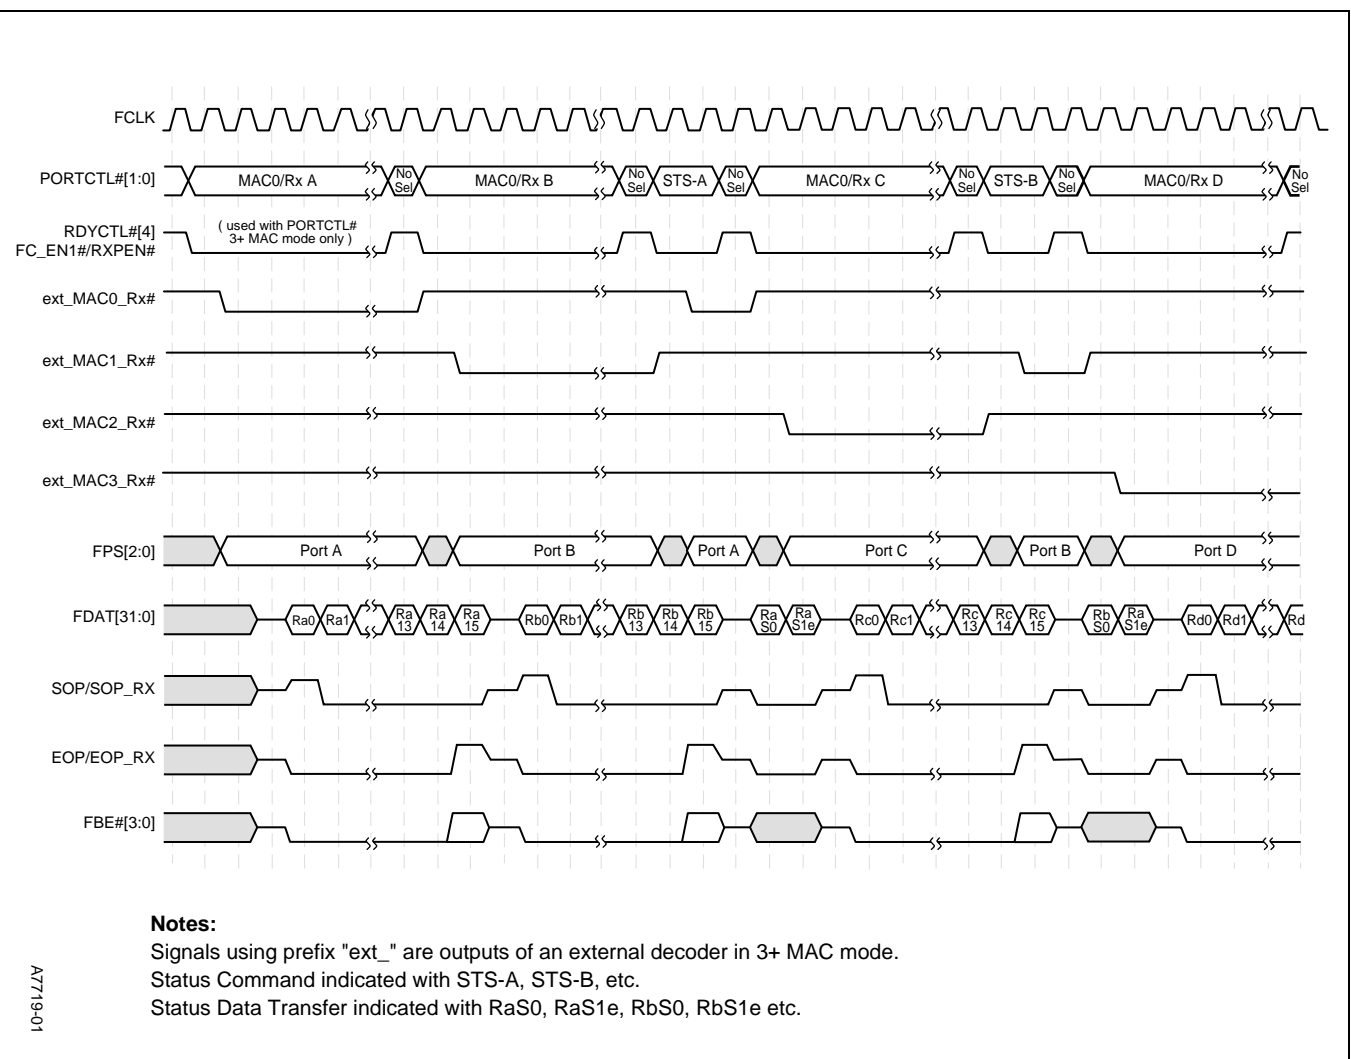 FCLK
PORTCTL#[1:0]
MAC0/Rx A
No
Sel
MAC0/Rx B
No
Sel
STS-A
No
Sel
MAC0/Rx C
No
Sel
STS-B
No
Sel
MAC0/Rx D
No
Sel
RDYCTL#[4]
FC_EN1#/RXPEN#
( used with PORTCTL#
3+ MAC mode only )
ext_MAC0_Rx#
ext_MAC1_Rx#
ext_MAC2_Rx#
ext_MAC3_Rx#
FPS[2:0]
Port A
Port B
Port A
Port C
Port B
Port D
FDAT[31:0]
Ra0
Ra1
Ra
13
Ra
14
Ra
15
Rb0
Rb1
Rb
13
Rb
14
Rb
15
Ra
S0
Ra
S1e
Rc0
Rc1
Rc
13
Rc
14
Rc
15
Rb
S0
Ra
S1e
Rd0
Rd1
Rd
SOP/SOP_RX
EOP/EOP_RX
FBE#[3:0]
Notes:
Signals using prefix "ext_" are outputs of an external decoder in 3+ MAC mode.
Status Command indicated with STS-A, STS-B, etc.
Status Data Transfer indicated with RaS0, RaS1e, RbS0, RbS1e etc.
A7719-01